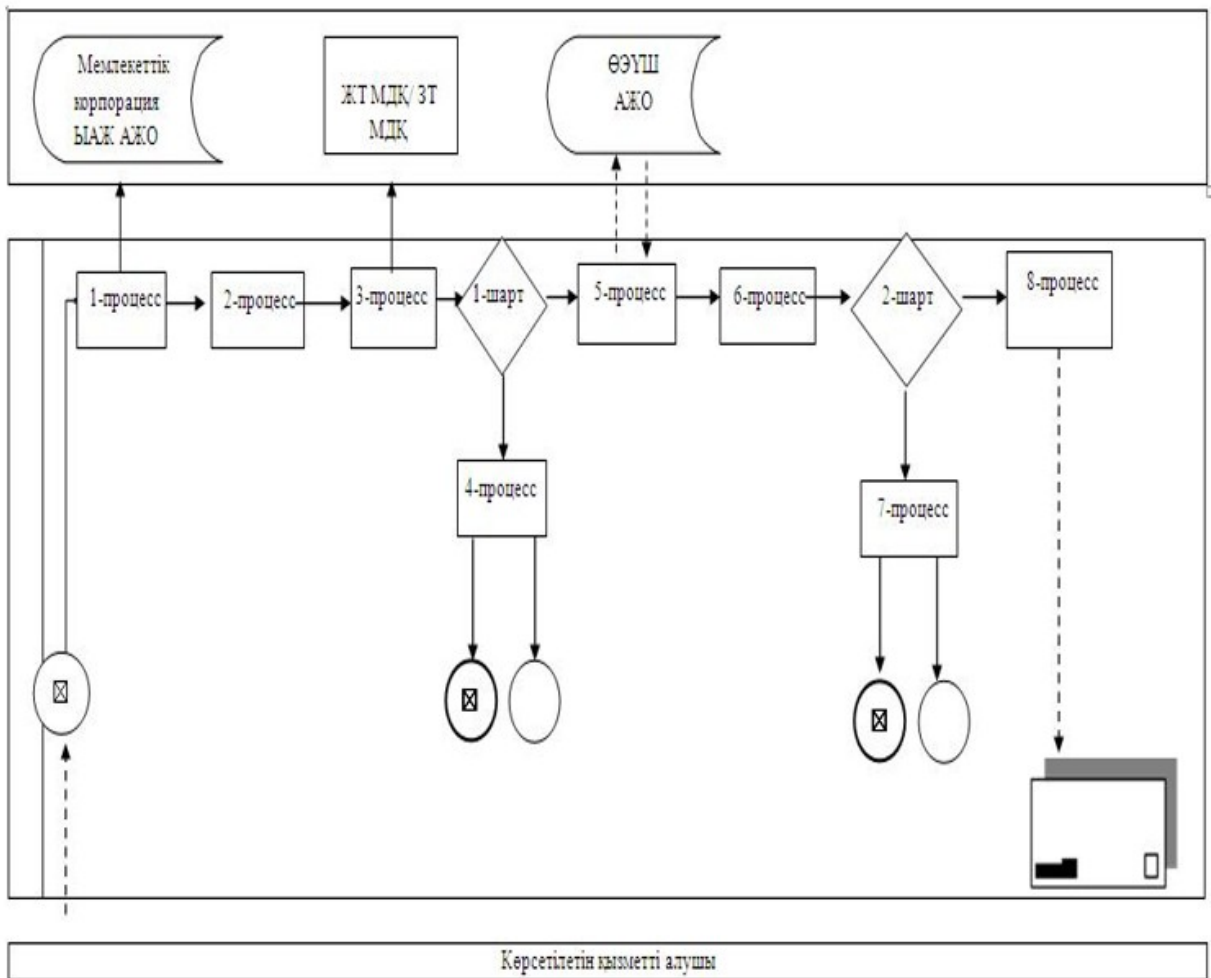 Мемлекеттік
корпорация
ЫАЖ АЖО
ЖТ МДҚ/ ЗТ
МДҚ
ӨЭҮШ
АЖО
1-процесс
2-процесс
3-процесс
1-шарт
5-процесс
6-процесс
2-шарт
8-процесс
4-процесс
7-процесс
Көрсетілетін қызметті алушы